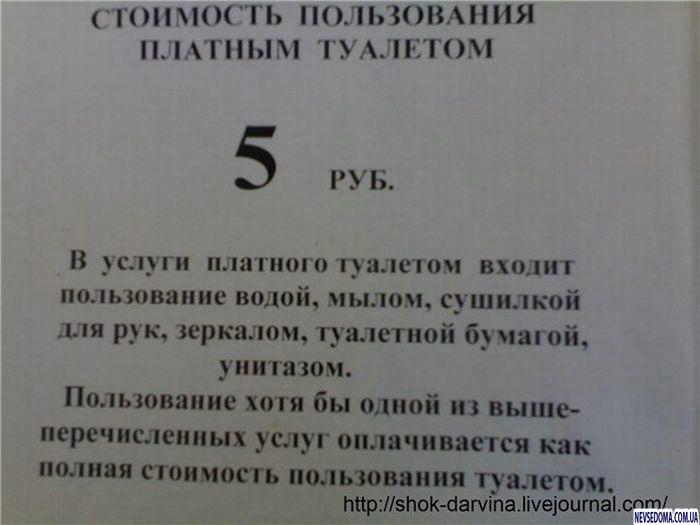 СТОИМОСТЬ ПОЛЬЗОВАНИЯ
ПЛАТНЫМ ТУАЛЕТОМ
5 РУБ.
В услуги платного туалетом входит
пользование водой, мылом, сушилкой
для рук, зеркалом, туалетной бумагой,
унитазом.
Пользование хотя бы одной из выше-
перечисленных услуг оплачивается как
полная стоимость пользования туалетом.
http://shok-darvina.livejournal.com/
NEVSEDOMA.COM.UA